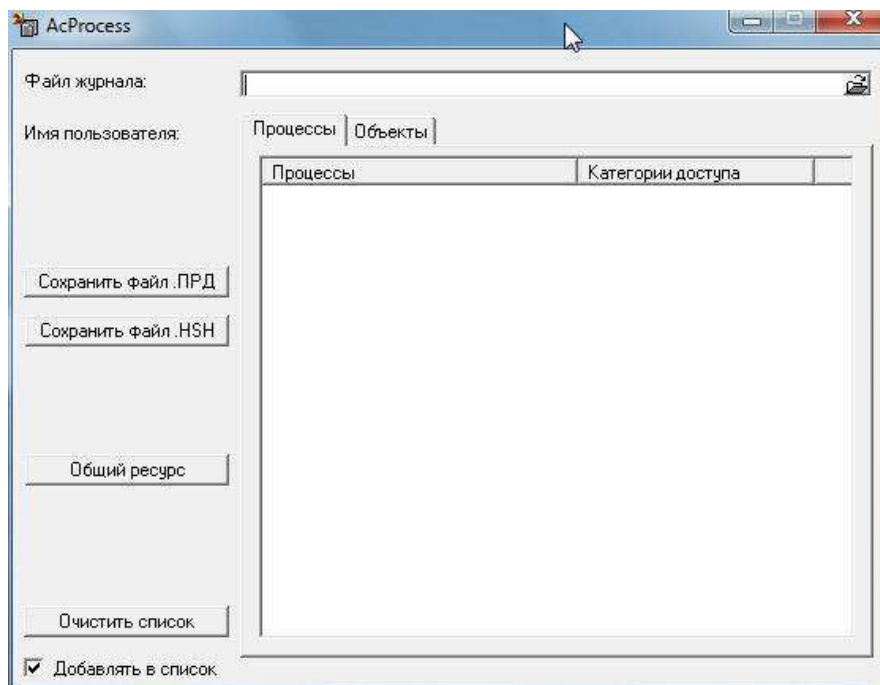 AcProcess
Файл журнала:
Имя пользователя:
Процессы Объекты
Процессы Категории доступа
Сохранить файл .ПРД
Сохранить файл .HSH
Общий ресурс
Очистить список
Добавлять в список